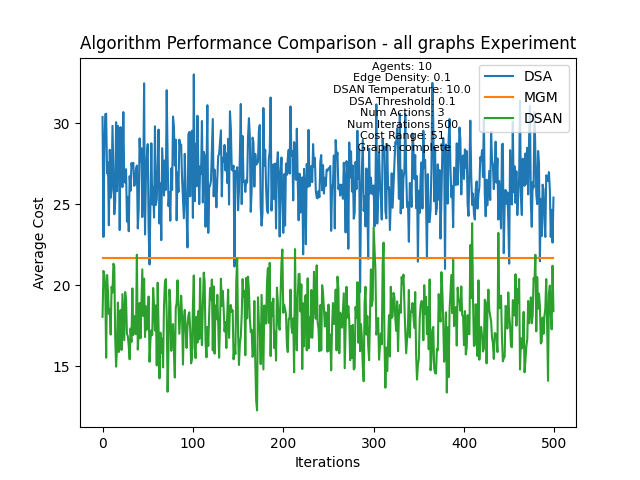 Algorithm Performance Comparison - all graphs Experiment
Agents: 10
Edge Density: 0.1
DSAN Temperature: 10.0
DSA Threshold: 0.1
Num Actions: 3
Num Iterations: 500
Cost Range: 51
Graph: complete
DSA
MGM
DSAN
Average Cost
30
25
20
15
0
100
200
300
400
500
Iterations